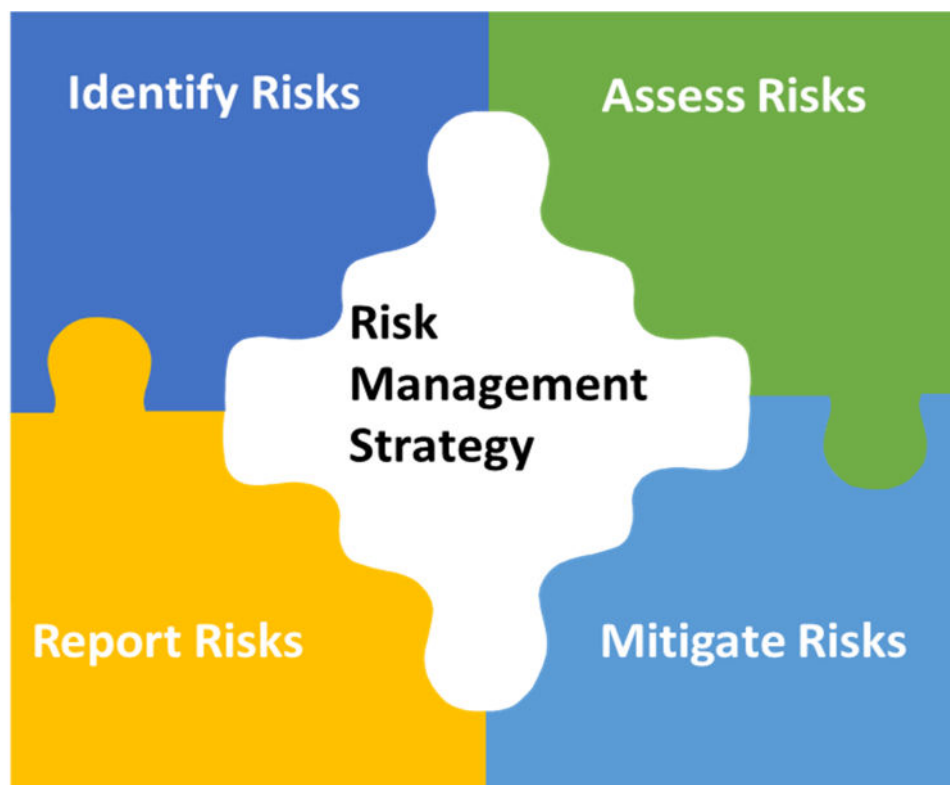 Identify Risks
Assess Risks
Risk
Management
Strategy
Report Risks
Mitigate Risks